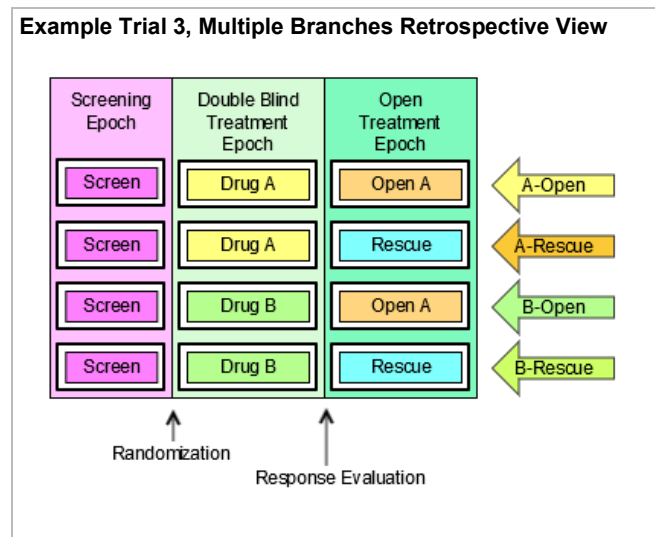 Example Trial 3, Multiple Branches Retrospective View
Screening
Epoch
Double Blind
Treatment
Epoch
Open
Treatment
Epoch
Screen
Drug A
Open A
A-Open
Screen
Drug A
Rescue
A-Rescue
Screen
Drug B
Open A
B-Open
Screen
Drug B
Rescue
B-Rescue
Randomization
Response Evaluation